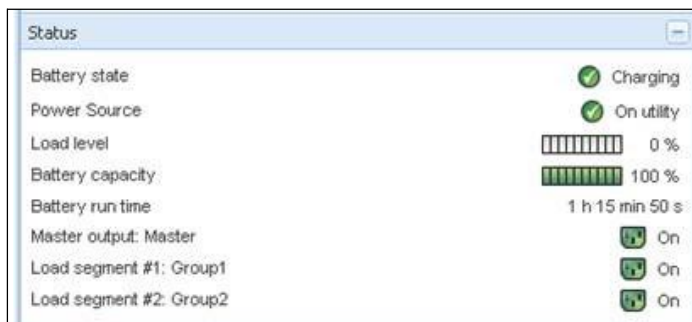 Status
Battery state Charging
Power Source On utility
Load level 0 %
Battery capacity 100 %
Battery run time 1 h 15 min 50 s
Master output: Master On
Load segment #1: Group1 On
Load segment #2: Group2 On